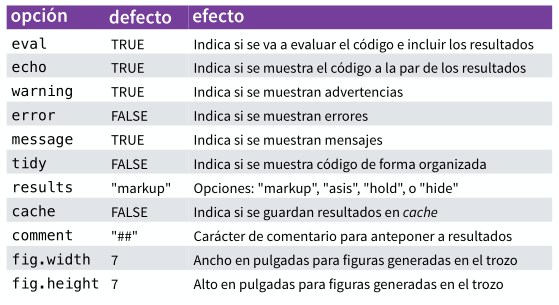 opción defecto efecto
eval TRUE Indica si se va a evaluar el código e incluir los resultados
echo TRUE Indica si se muestra el código a la par de los resultados
warning TRUE Indica si se muestran advertencias
error FALSE Indica si se muestran errores
message TRUE Indica si se muestran mensajes
tidy FALSE Indica si se muestra código de forma organizada
results "markup" Opciones: "markup", "asis", "hold", o "hide"
cache FALSE Indica si se guardan resultados en cache
comment "##" Carácter de comentario para anteponer a resultados
fig.width 7 Ancho en pulgadas para figuras generadas en el trozo
fig.height 7 Alto en pulgadas para figuras generadas en el trozo